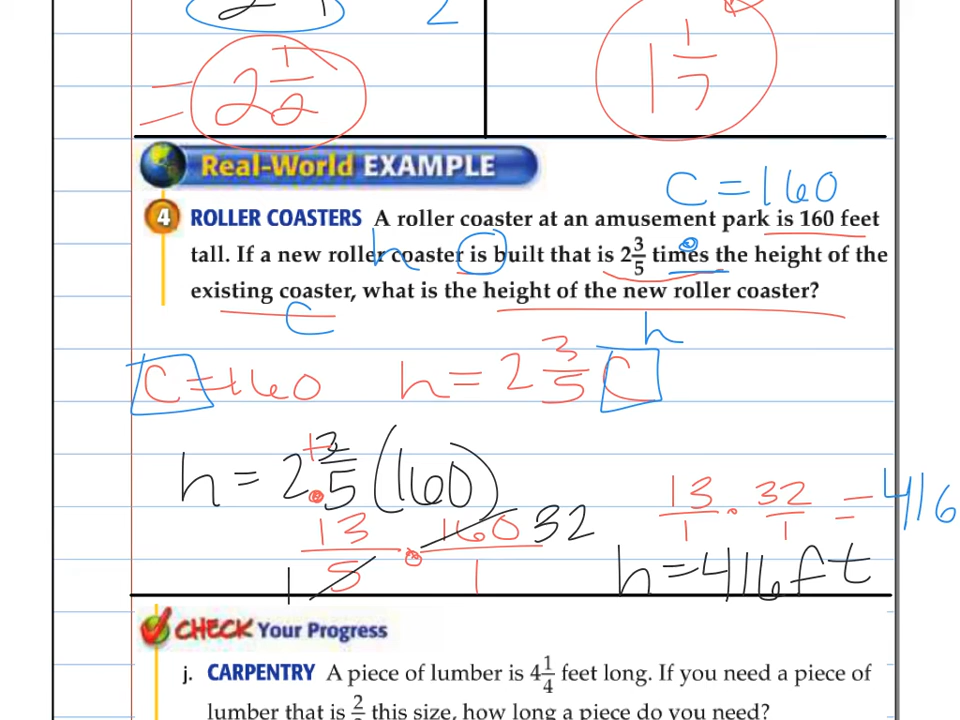 = 2 1/2
1 1/7
Real-World EXAMPLE
c = 160
4 ROLLER COASTERS A roller coaster at an amusement park is 160 feet
h
tall. If a new roller coaster is built that is 2 3/5 times the height of the
existing coaster, what is the height of the new roller coaster?
c h
c = 160 h = 2 3/5 c
h = 2 3/5 (160)
13/5 · 160/1 1 32
13/1 · 32/1 = 416
h = 416 ft
CHECK Your Progress
j. CARPENTRY A piece of lumber is 4 1/4 feet long. If you need a piece of
lumber that is this size, how long a piece do you need?